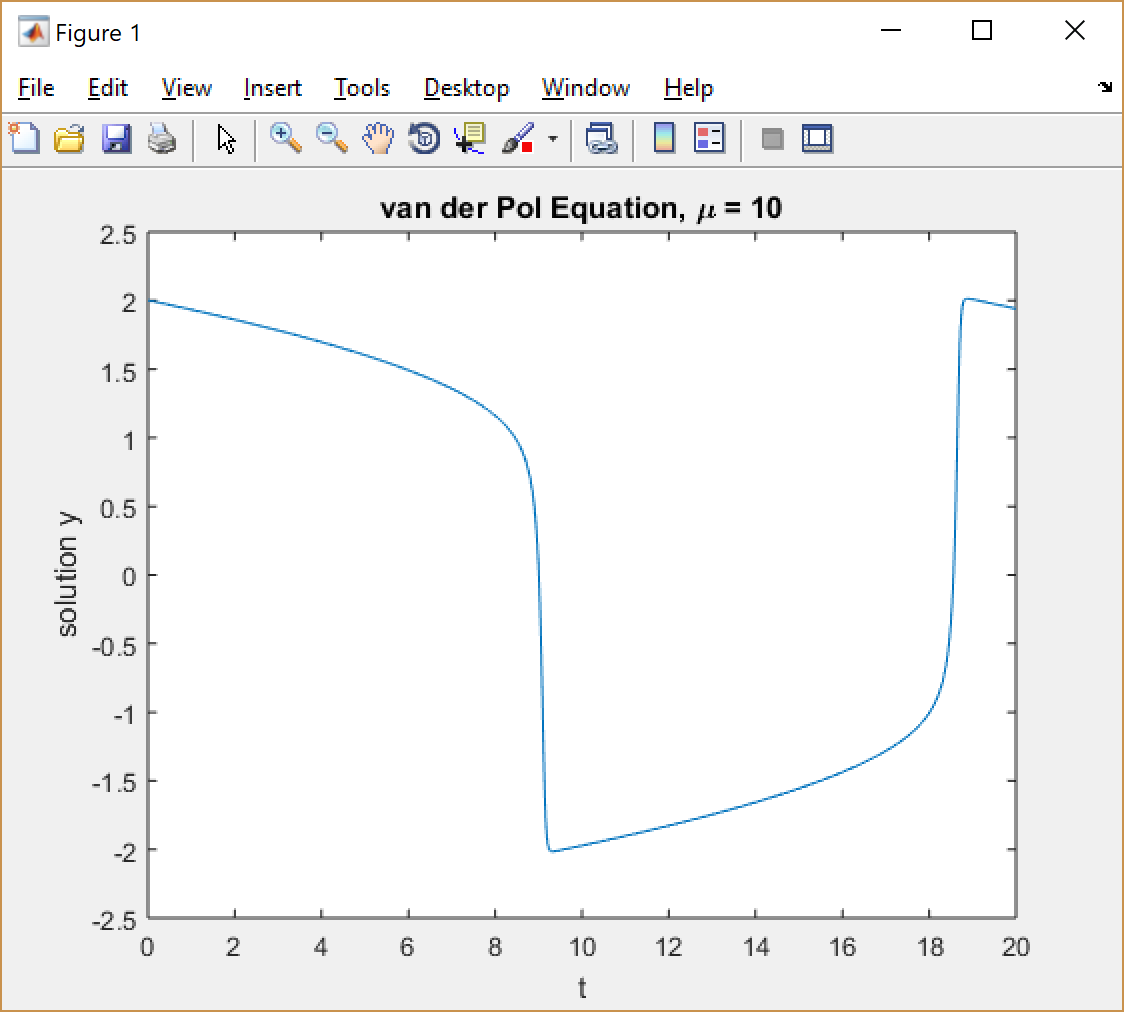 Figure 1
File Edit View Insert Tools Desktop Window Help
van der Pol Equation, μ = 10
2.5
2
1.5
1
0.5
0
-0.5
-1
-1.5
-2
-2.5
solution y
0 2 4 6 8 10 12 14 16 18 20
t